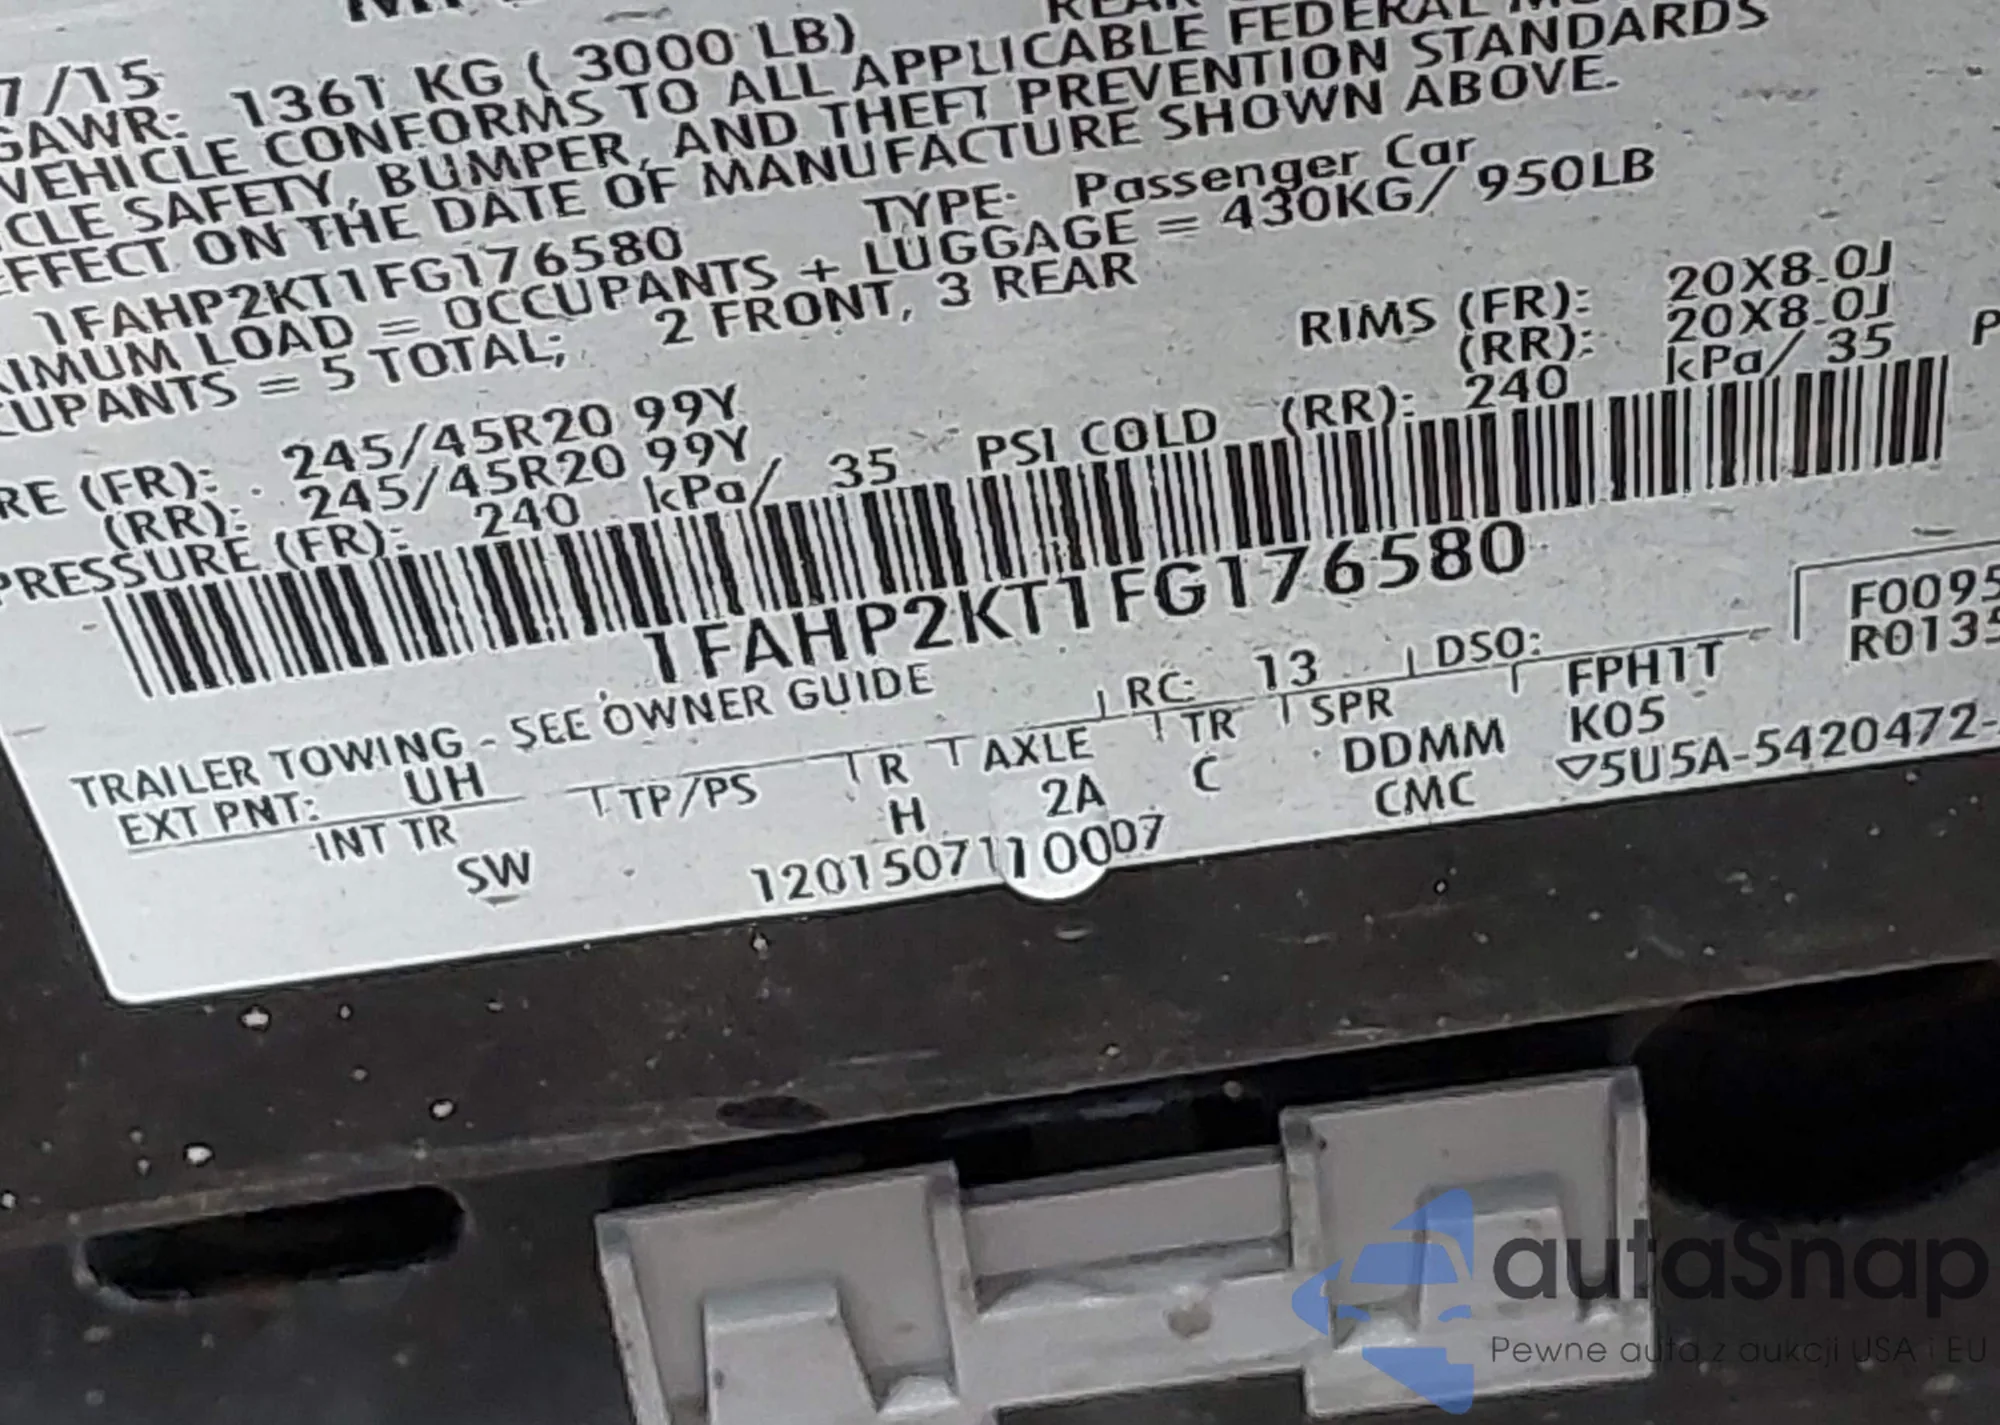 7/15
GAWR: 1361 KG ( 3000 LB)
VEHICLE CONFORMS TO ALL APPLICABLE FEDERAL
CLE SAFETY, BUMPER, AND THEFT PREVENTION STANDARDS
EFFECT ON THE DATE OF MANUFACTURE SHOWN ABOVE.
1FAHP2KT1FG176580 TYPE: Passenger Car
IMUM LOAD = OCCUPANTS + LUGGAGE = 430KG/ 950LB
CUPANTS = 5 TOTAL; 2 FRONT, 3 REAR
RE (FR): 245/45R20 99Y RIMS (FR): 20X8.0J
(RR): 245/45R20 99Y (RR): 20X8.0J
PRESSURE (FR): 240 kPa/ 35 PSI COLD (RR): 240 kPa/ 35 P
1FAHP2KT1FG176580
F0095
TRAILER TOWING - SEE OWNER GUIDE RC: 13 DSO: R0135
EXT PNT: UH FPH1T
INT TR TP/PS R AXLE TR SPR K05
SW H 2A C DDMM ▽5U5A-5420472-
1201507110007 CMC
autaSnap
Pewne auta z aukcji USA i EU